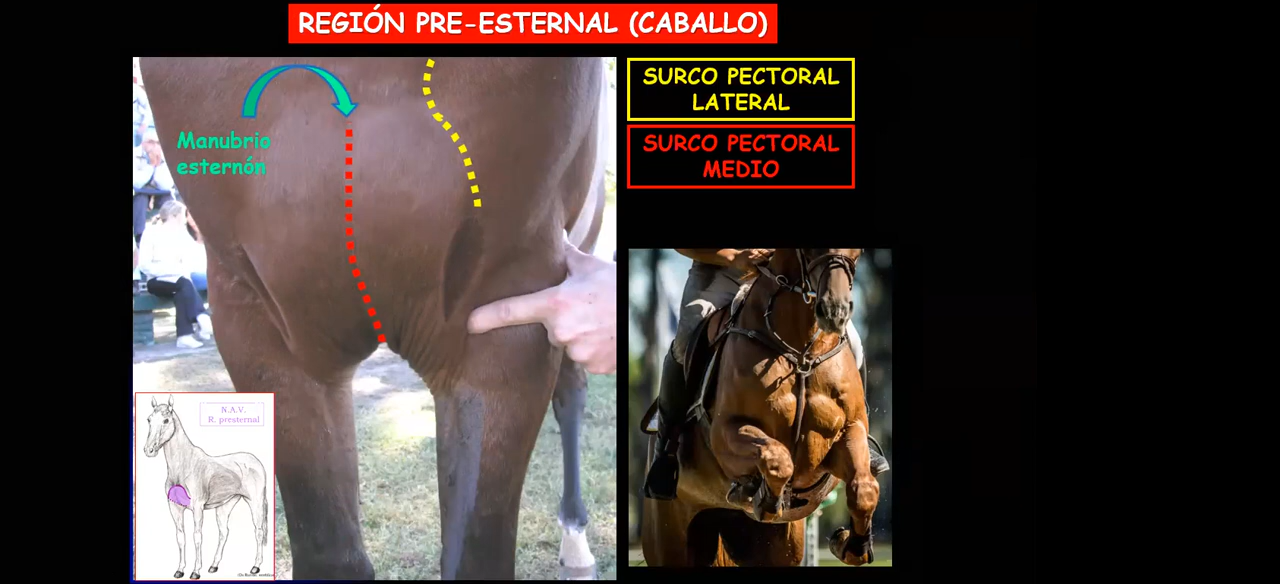 REGIÓN PRE-ESTERNAL (CABALLO)
SURCO PECTORAL
LATERAL
SURCO PECTORAL
MEDIO
Manubrio
esternón
N.A.V.
R. presternal